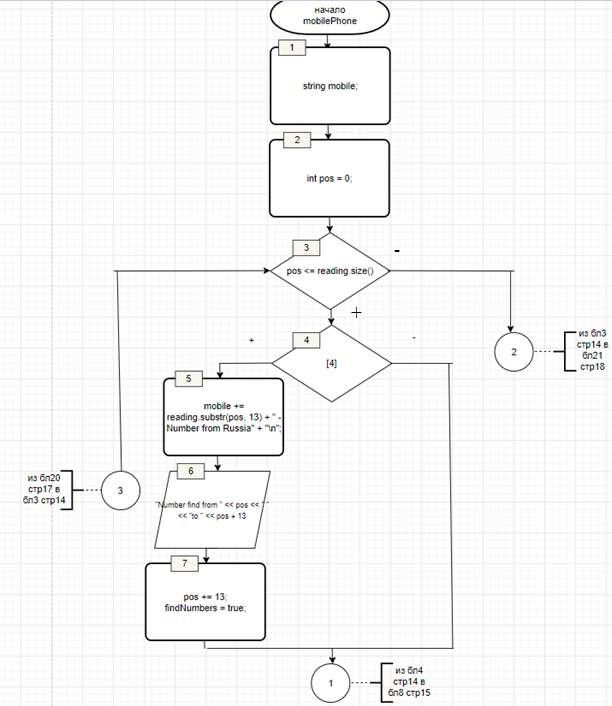 начало
mobilePhone
1
string mobile;
2
int pos = 0;
3
-
pos <= reading.size()
+
4
+
-
[4]
2
из бл3
стр14 в
бл21
стр18
5
mobile +=
reading.substr(pos, 13) + " -
Number from Russia" + "\n";
6
"Number find from " << pos << " "
<< "to " << pos + 13
из бл20
стр17 в
бл3 стр14
3
7
pos += 13;
findNumbers = true;
1
из бл4
стр14 в
бл8 стр15